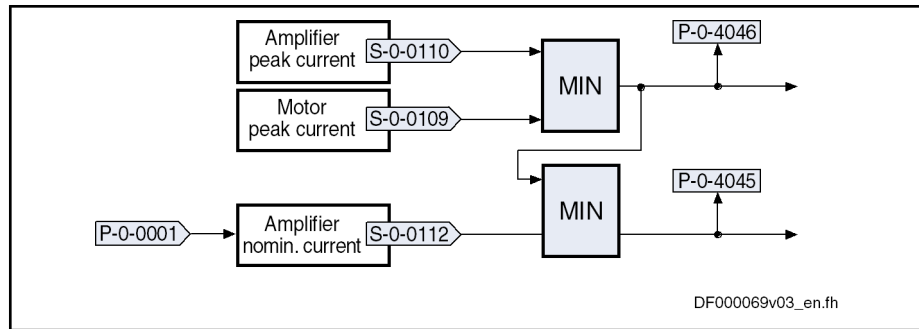 Amplifier
peak current
S-0-0110
P-0-4046
MIN
Motor
peak current
S-0-0109
P-0-4045
MIN
P-0-0001
Amplifier
nomin. current
S-0-0112
DF000069v03_en.fh